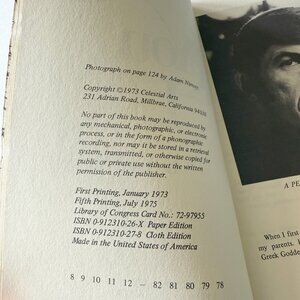 Photograph on page 124 by Adam Nimoy
Copyright ©1973 Celestial Arts
231 Adrian Road, Millbrae, California 94030
No part of this book may be reproduced by
any mechanical, photographic, or electronic
process, or in the form of a phonographic
recording, nor may it be stored in a retrieval
system, transmitted, or otherwise copied for
public or private use without the written
permission of the publisher.
First Printing, January 1973
Fifth Printing, July 1975
Library of Congress Card No.: 72-97955
ISBN 0-912310-26-X Paper Edition
ISBN 0-912310-27-8 Cloth Edition
Made in the United States of America
8 9 10 11 12 — 82 81 80 79 78
A PE
When I first
my parents. I
Greek Godde